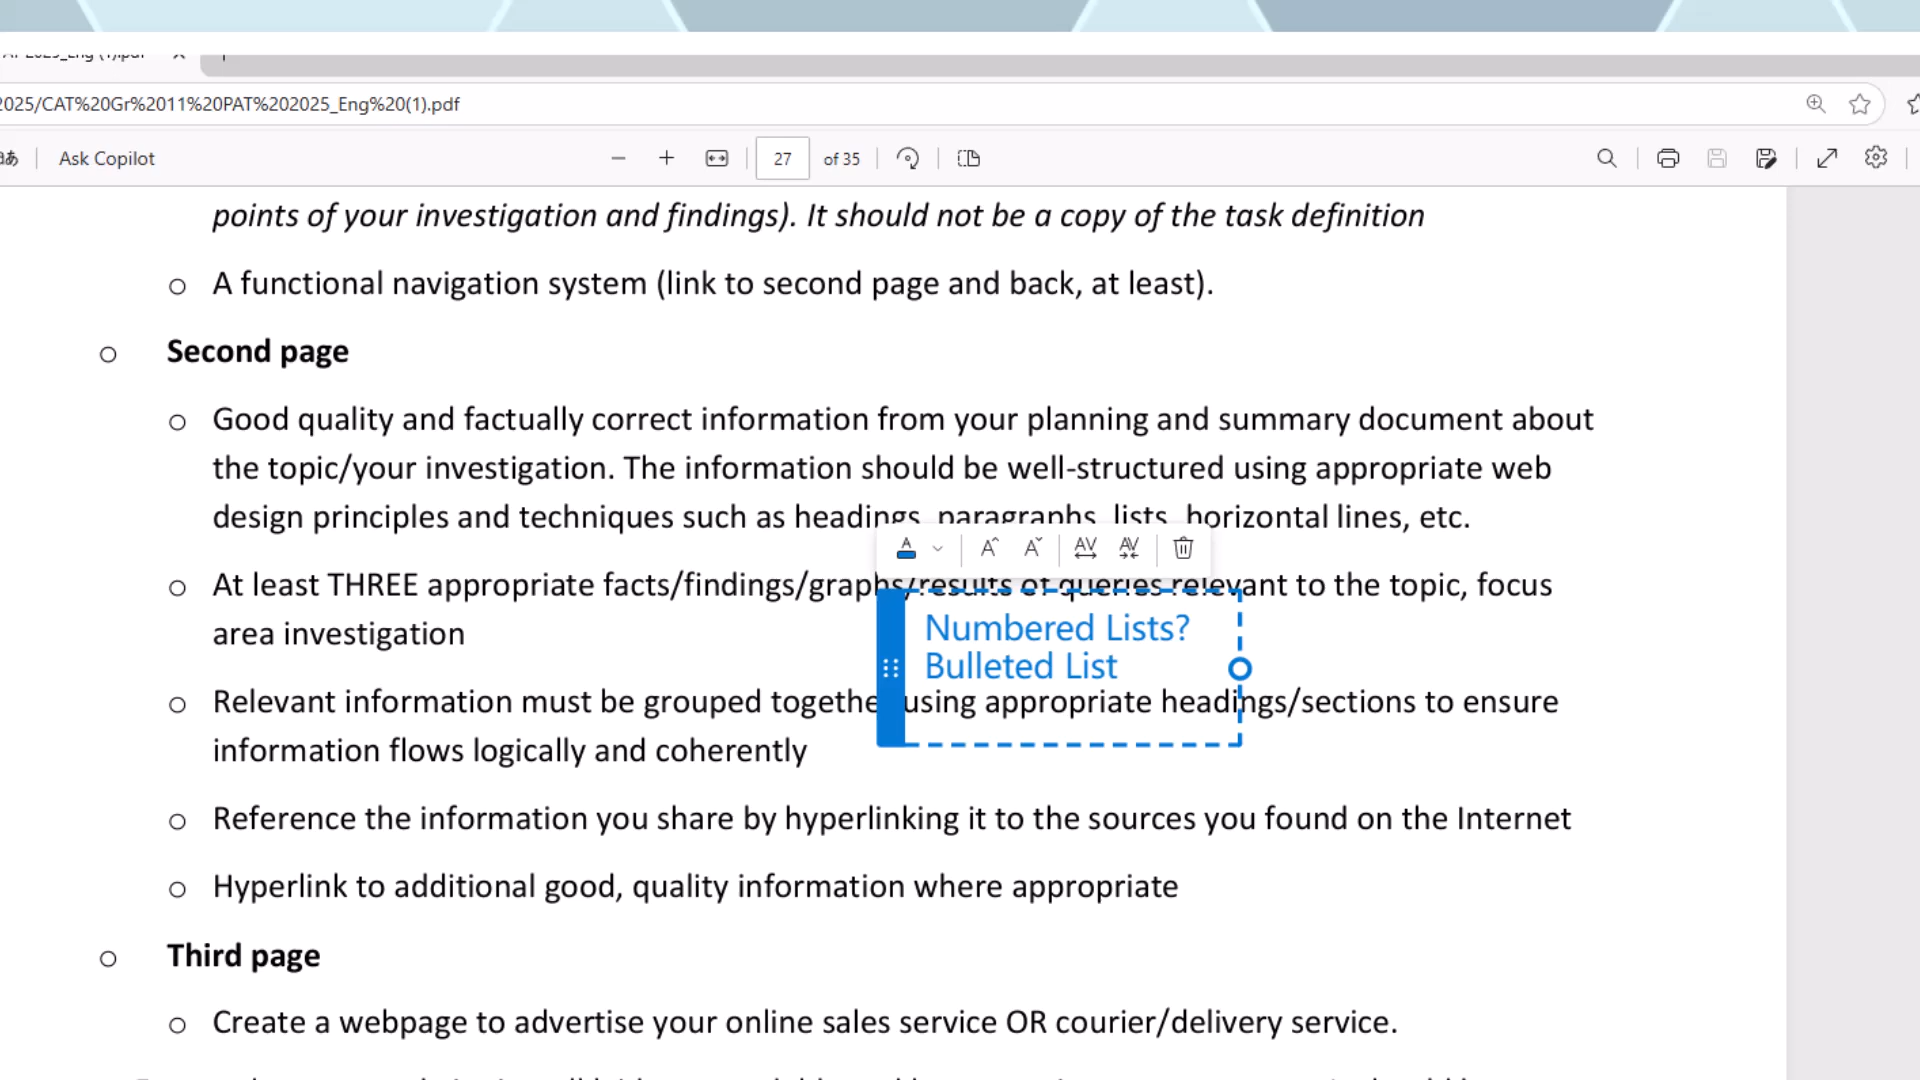 2025/CAT%20Gr%2011%20PAT%202025_Eng%20(1).pdf
Ask Copilot
27 of 35
points of your investigation and findings). It should not be a copy of the task definition
o A functional navigation system (link to second page and back, at least).
o Second page
o Good quality and factually correct information from your planning and summary document about
the topic/your investigation. The information should be well-structured using appropriate web
design principles and techniques such as headings, paragraphs, lists, horizontal lines, etc.
o At least THREE appropriate facts/findings/graphs/results of queries relevant to the topic, focus
area investigation
Numbered Lists?
Bulleted List
o Relevant information must be grouped together using appropriate headings/sections to ensure
information flows logically and coherently
o Reference the information you share by hyperlinking it to the sources you found on the Internet
o Hyperlink to additional good, quality information where appropriate
o Third page
o Create a webpage to advertise your online sales service OR courier/delivery service.